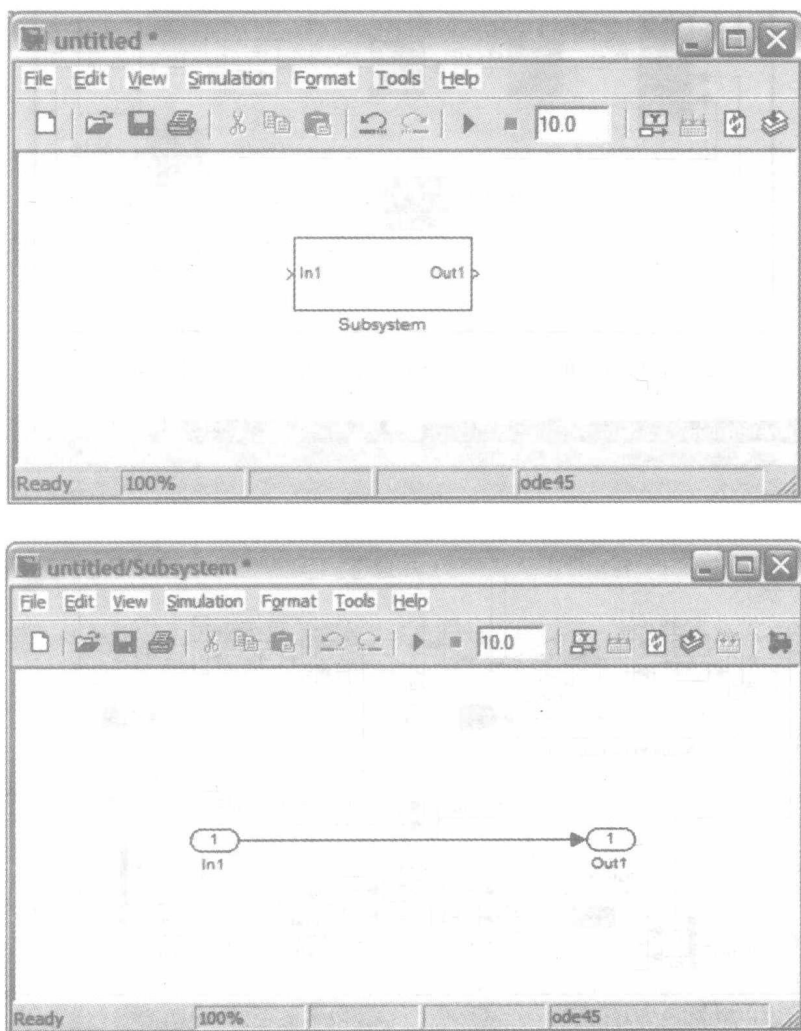 untitled *
File Edit View Simulation Format Tools Help
10.0
In1 Out1
Subsystem
Ready 100% ode45
untitled/Subsystem *
File Edit View Simulation Format Tools Help
10.0
1 1
In1 Out1
Ready 100% ode45